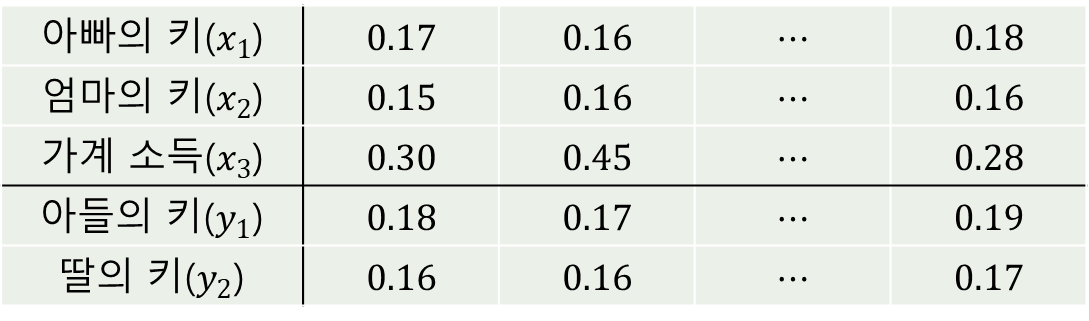 아빠의 키(x₁) 0.17 0.16 ⋯ 0.18
엄마의 키(x₂) 0.15 0.16 ⋯ 0.16
가계 소득(x₃) 0.30 0.45 ⋯ 0.28
아들의 키(y₁) 0.18 0.17 ⋯ 0.19
딸의 키(y₂) 0.16 0.16 ⋯ 0.17